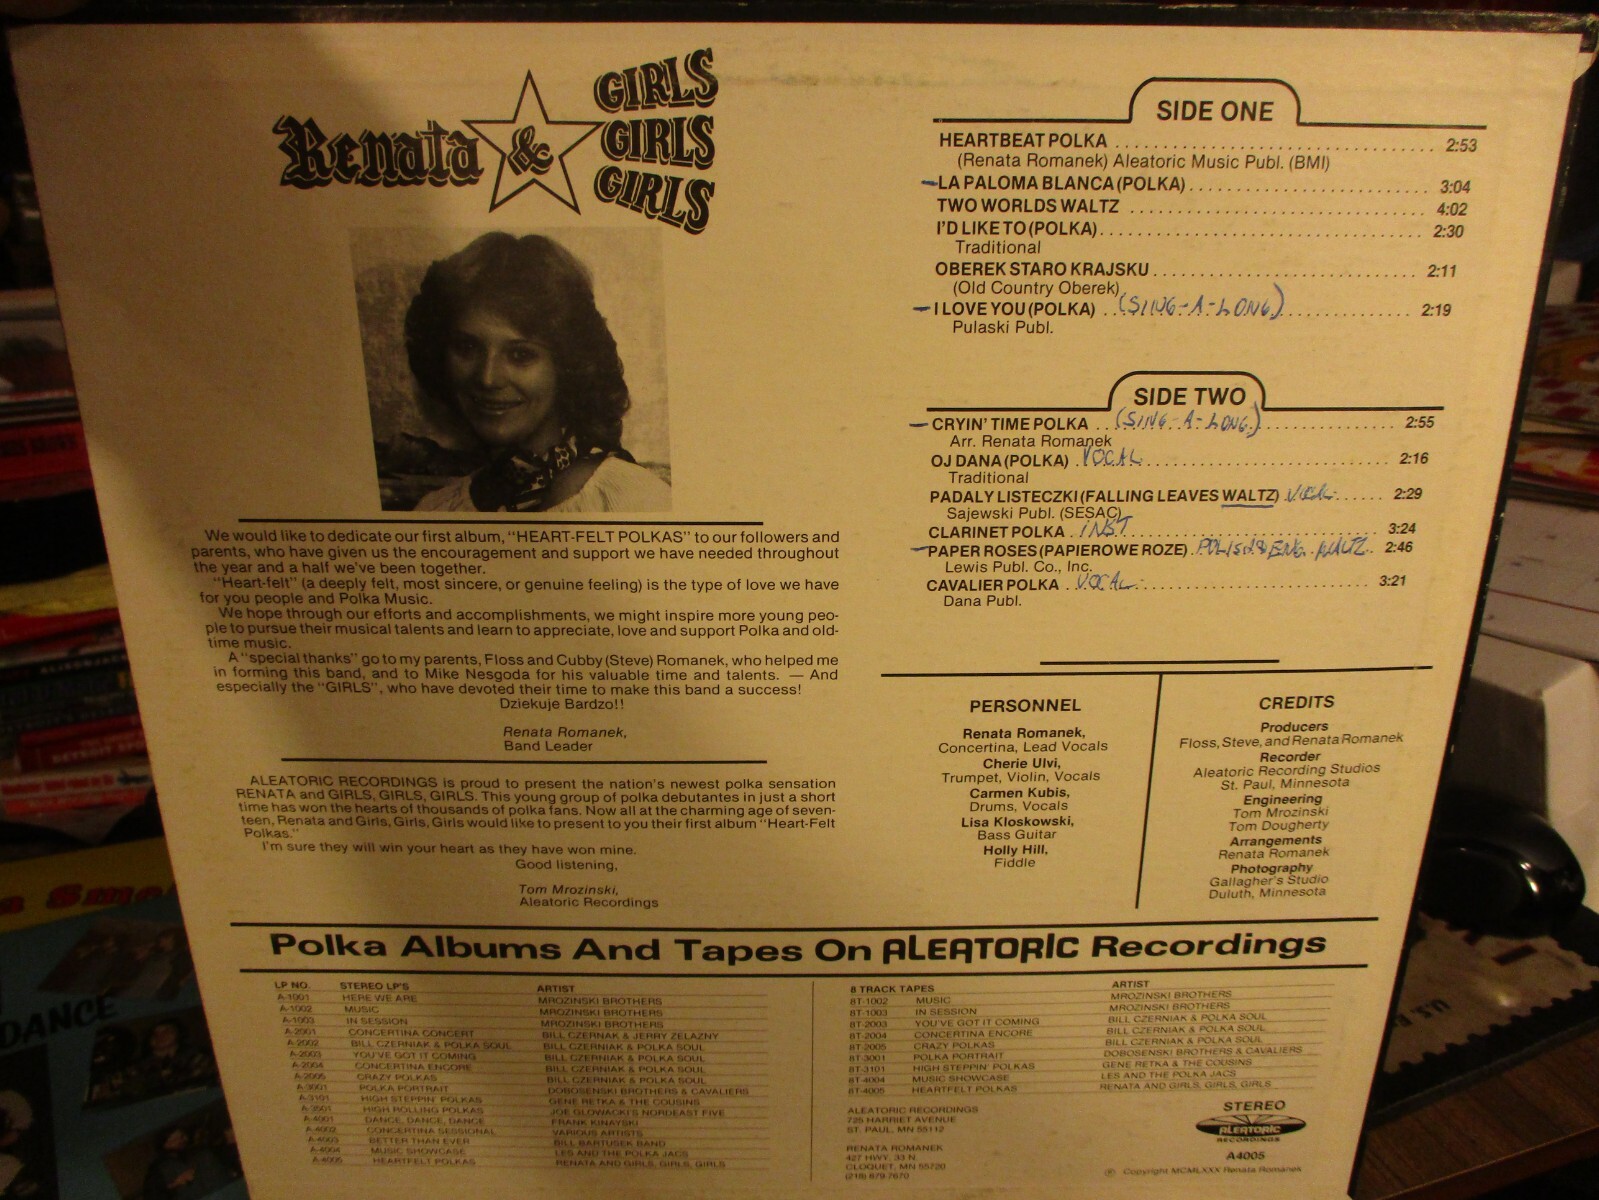 Renata & GIRLS GIRLS GIRLS
We would like to dedicate our first album, "HEART-FELT POLKAS" to our followers and
parents, who have given us the encouragement and support we have needed throughout
the year and a half we've been together.
"Heart-felt" (a deeply felt, most sincere, or genuine feeling) is the type of love we have
for you people and Polka Music.
We hope through our efforts and accomplishments, we might inspire more young peo-
ple to pursue their musical talents and learn to appreciate, love and support Polka and old-
time music.
A "special thanks" go to my parents, Floss and Cubby (Steve) Romanek, who helped me
in forming this band, and to Mike Nesgoda for his valuable time and talents. — And
especially the "GIRLS", who have devoted their time to make this band a success!
Dziekuje Bardzo!!
Renata Romanek,
Band Leader
ALEATORIC RECORDINGS is proud to present the nation's newest polka sensation
RENATA and GIRLS, GIRLS, GIRLS. This young group of polka debutantes in just a short
time has won the hearts of thousands of polka fans. Now all at the charming age of seven-
teen, Renata and Girls, Girls, Girls would like to present to you their first album "Heart-Felt
Polkas."
I'm sure they will win your heart as they have won mine.
Good listening,
Tom Mrozinski,
Aleatoric Recordings
SIDE ONE
HEARTBEAT POLKA 2:53
(Renata Romanek) Aleatoric Music Publ. (BMI)
LA PALOMA BLANCA (POLKA) 3:04
TWO WORLDS WALTZ 4:02
I'D LIKE TO (POLKA) 2:30
Traditional
OBEREK STARO KRAJSKU 2:11
(Old Country Oberek)
I LOVE YOU (POLKA) (SING-A-LONG) 2:19
Pulaski Publ.
SIDE TWO
CRYIN' TIME POLKA (SING-A-LONG) 2:55
Arr. Renata Romanek
OJ DANA (POLKA) VOCAL 2:16
Traditional
PADALY LISTECZKI (FALLING LEAVES WALTZ) 2:29
Sajewski Publ. (SESAC)
CLARINET POLKA INST 3:24
PAPER ROSES (PAPIEROWE ROZE) POLISH & ENG. WALTZ 2:46
Lewis Publ. Co., Inc.
CAVALIER POLKA VOCAL 3:21
Dana Publ.
PERSONNEL
Renata Romanek,
Concertina, Lead Vocals
Cherie Ulvi,
Trumpet, Violin, Vocals
Carmen Kubis,
Drums, Vocals
Lisa Kloskowski,
Bass Guitar
Holly Hill,
Fiddle
CREDITS
Producers
Floss, Steve, and Renata Romanek
Recorder
Aleatoric Recording Studios
St. Paul, Minnesota
Engineering
Tom Mrozinski
Tom Dougherty
Arrangements
Renata Romanek
Photography
Gallagher's Studio
Duluth, Minnesota
Polka Albums And Tapes On ALEATORIC Recordings
LP NO. STEREO LP'S ARTIST
A-1001 HERE WE ARE MROZINSKI BROTHERS
A-1002 MUSIC MROZINSKI BROTHERS
A-1003 IN SESSION MROZINSKI BROTHERS
A-2001 CONCERTINA CONCERT BILL CZERNIAK & JERRY ZELAZNY
A-2002 BILL CZERNIAK & POLKA SOUL BILL CZERNIAK & POLKA SOUL
A-2003 YOU'VE GOT IT COMING BILL CZERNIAK & POLKA SOUL
A-2004 CONCERTINA ENCORE BILL CZERNIAK & POLKA SOUL
A-2005 CRAZY POLKAS BILL CZERNIAK & POLKA SOUL
A-3001 POLKA PORTRAIT DOBOSENSKI BROTHERS & CAVALIERS
A-3101 HIGH STEPPIN' POLKAS GENE RETKA & THE COUSINS
A-3501 HIGH ROLLING POLKAS JOE GLOWACKI'S NORDEAST FIVE
A-4001 DANCE, DANCE, DANCE FRANK KINAYSKI
A-4002 CONCERTINA SESSIONAL VARIOUS ARTISTS
A-4003 BETTER THAN EVER BILL BARTUSEK BAND
A-4004 MUSIC SHOWCASE LES AND THE POLKA JACS
A-4005 HEARTFELT POLKAS RENATA AND GIRLS, GIRLS, GIRLS
8 TRACK TAPES ARTIST
8T-1002 MUSIC MROZINSKI BROTHERS
8T-1003 IN SESSION MROZINSKI BROTHERS
8T-2003 YOU'VE GOT IT COMING BILL CZERNIAK & POLKA SOUL
8T-2004 CONCERTINA ENCORE BILL CZERNIAK & POLKA SOUL
8T-2005 CRAZY POLKAS BILL CZERNIAK & POLKA SOUL
8T-3001 POLKA PORTRAIT DOBOSENSKI BROTHERS & CAVALIERS
8T-3101 HIGH STEPPIN' POLKAS GENE RETKA & THE COUSINS
8T-4004 MUSIC SHOWCASE LES AND THE POLKA JACS
8T-4005 HEARTFELT POLKAS RENATA AND GIRLS, GIRLS, GIRLS
ALEATORIC RECORDINGS
725 HARRIET AVENUE
ST. PAUL, MN 55112
RENATA ROMANEK
427 HWY. 33 N.
CLOQUET, MN 55720
(218) 879-7670
STEREO
ALEATORIC
RECORDINGS
A4005
© Copyright MCMLXXX Renata Romanek
DANCE